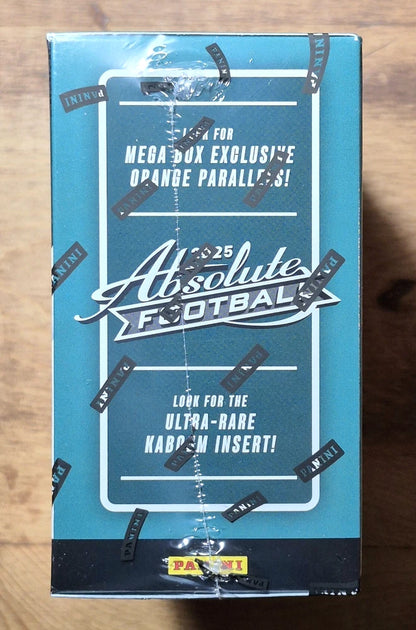 LOOK FOR
MEGA BOX EXCLUSIVE
ORANGE PARALLELS!
2025
Absolute
FOOTBALL
LOOK FOR THE
ULTRA-RARE
KABOOM INSERT!
PANINI